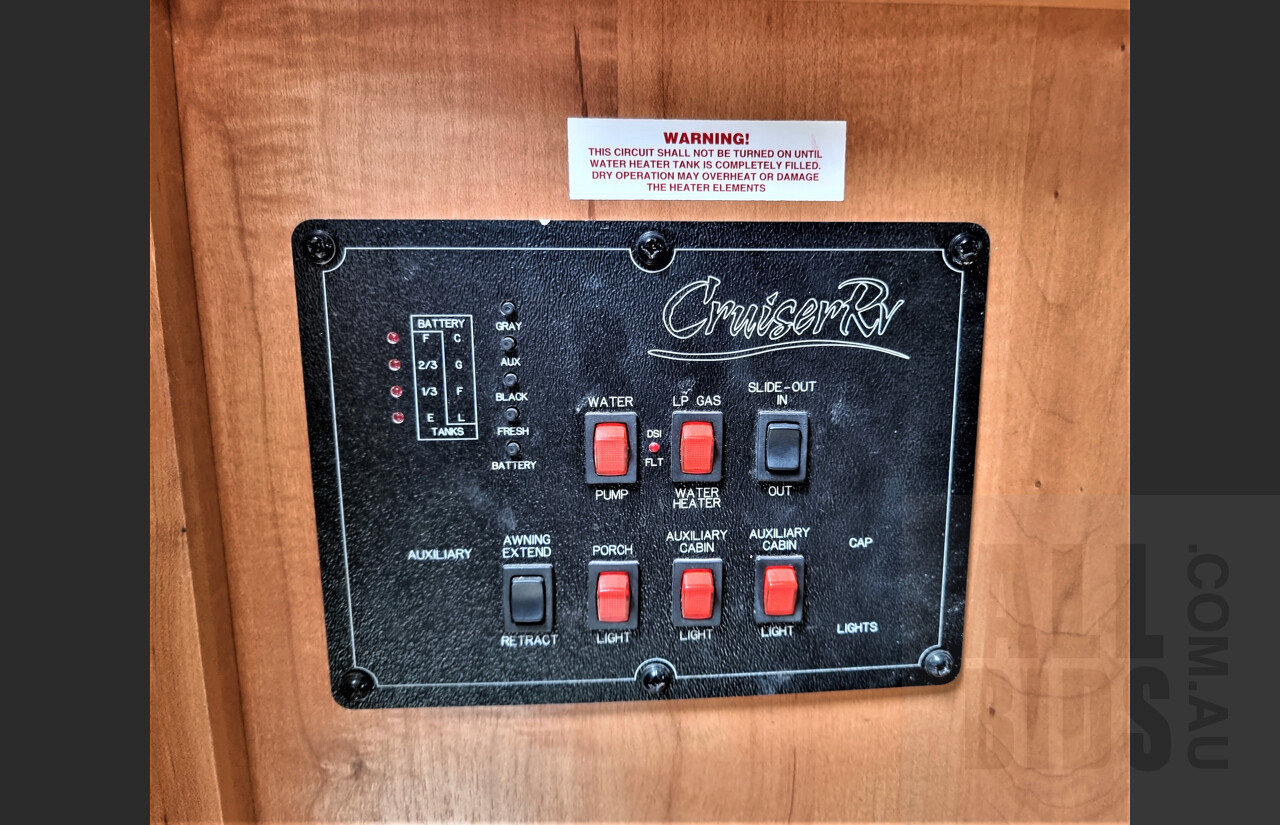 WARNING!
THIS CIRCUIT SHALL NOT BE TURNED ON UNTIL
WATER HEATER TANK IS COMPLETELY FILLED.
DRY OPERATION MAY OVERHEAT OR DAMAGE
THE HEATER ELEMENTS
CruiserRv
BATTERY
F C
2/3 G
1/3 F
E L
TANKS
GRAY
AUX
BLACK
FRESH
BATTERY
WATER
PUMP
DSI
FLT
LP GAS
WATER
HEATER
SLIDE-OUT
IN
OUT
AUXILIARY
AWNING
EXTEND
RETRACT
PORCH
LIGHT
AUXILIARY
CABIN
LIGHT
AUXILIARY
CABIN
LIGHT
CAP
LIGHTS
ALL
BIDS
.COM.AU